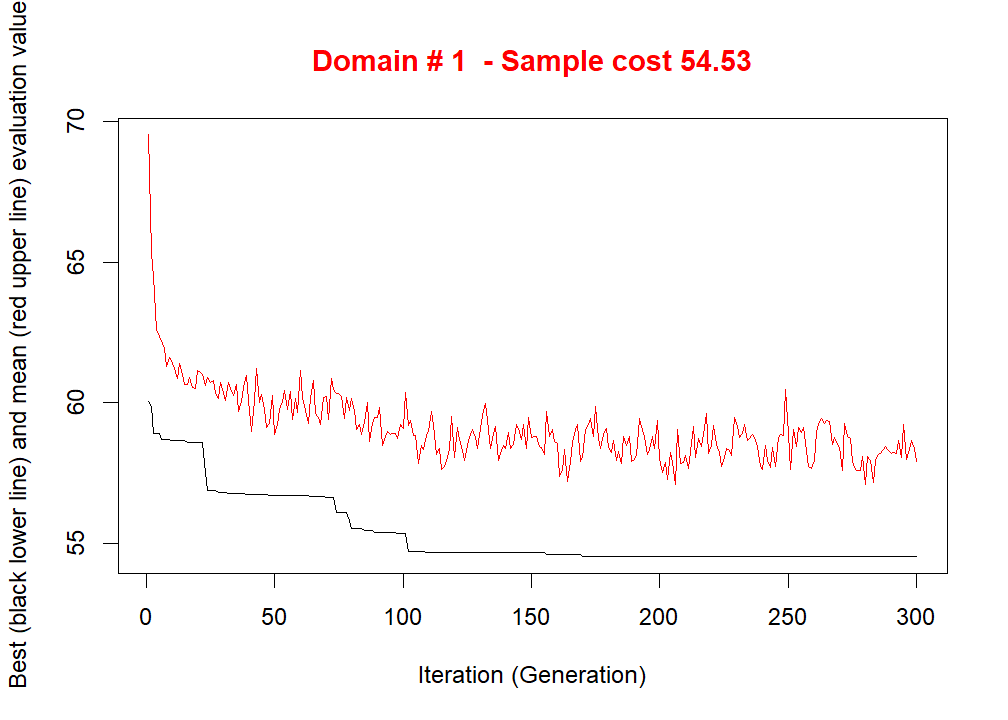 Domain # 1  - Sample cost 54.53
Best (black lower line) and mean (red upper line) evaluation value
70
65
60
55
0 50 100 150 200 250 300
Iteration (Generation)